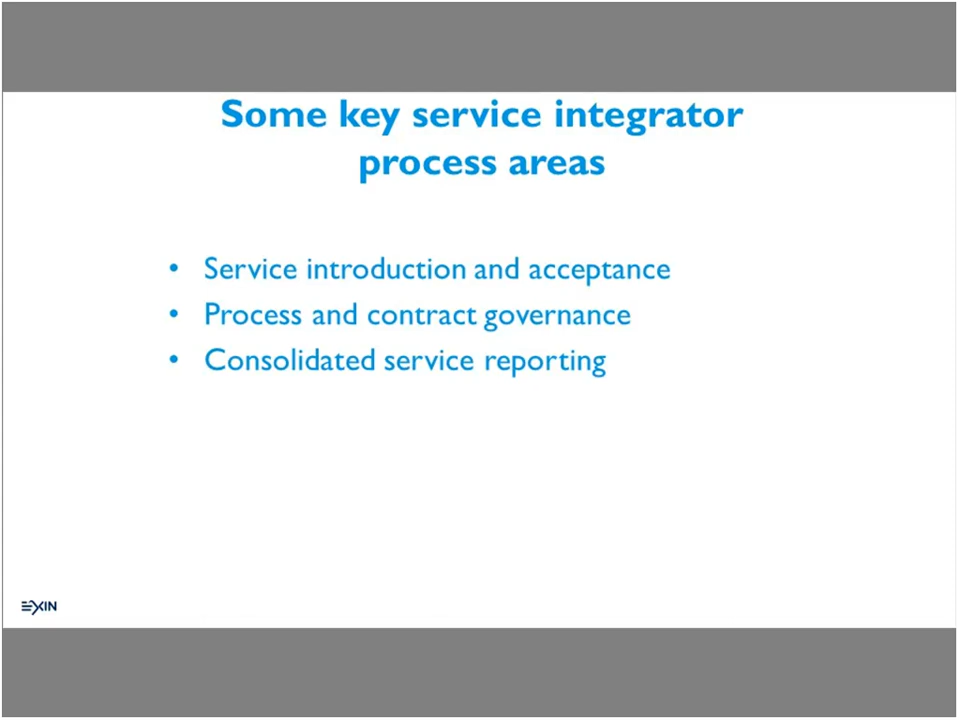 Some key service integrator
process areas
• Service introduction and acceptance
• Process and contract governance
• Consolidated service reporting
EXIN